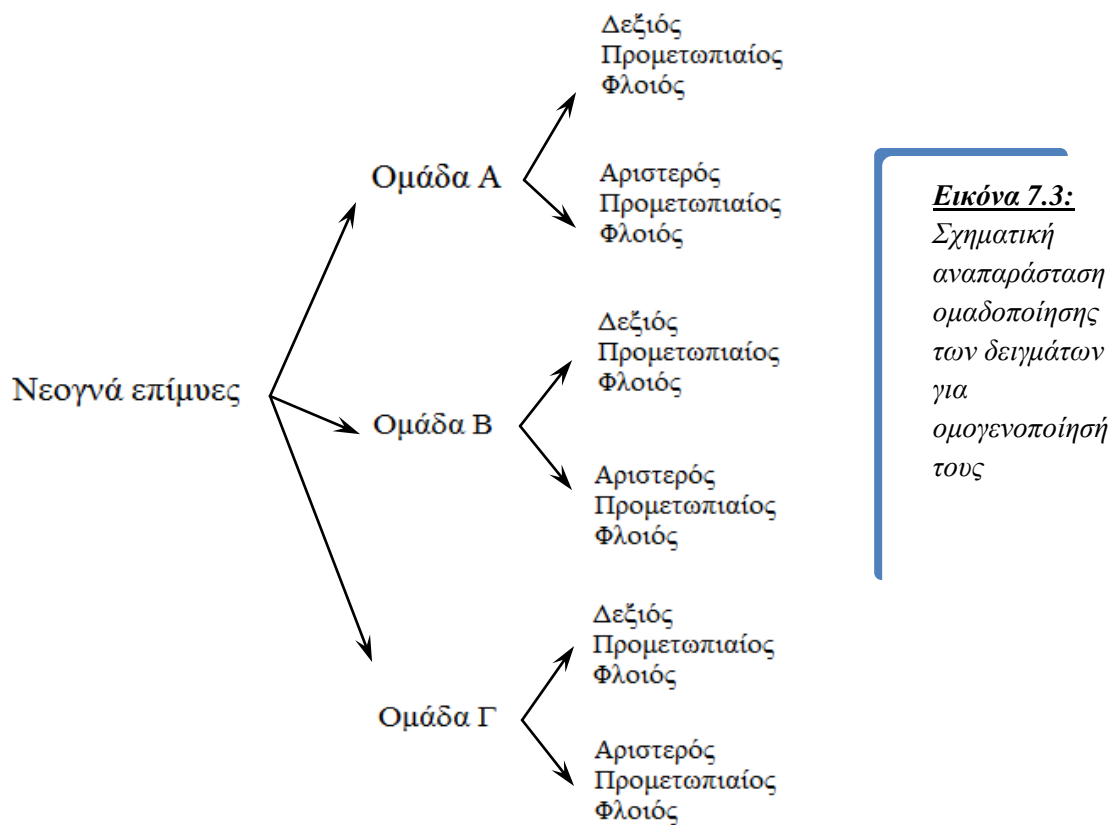 Νεογνά επίμυες
Ομάδα Α
Δεξιός
Προμετωπιαίος
Φλοιός
Αριστερός
Προμετωπιαίος
Φλοιός
Ομάδα Β
Δεξιός
Προμετωπιαίος
Φλοιός
Αριστερός
Προμετωπιαίος
Φλοιός
Ομάδα Γ
Δεξιός
Προμετωπιαίος
Φλοιός
Αριστερός
Προμετωπιαίος
Φλοιός
Εικόνα 7.3:
Σχηματική
αναπαράσταση
ομαδοποίησης
των δειγμάτων
για
ομογενοποίησή
τους